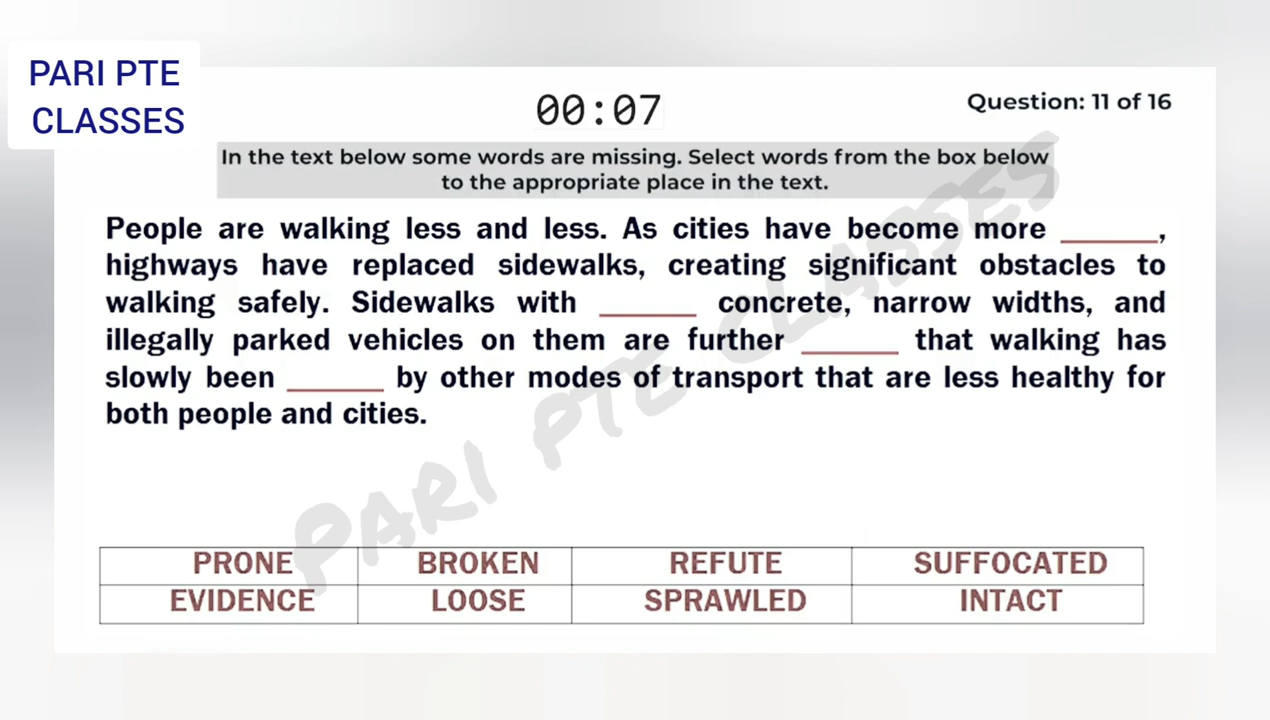 PARI PTE
CLASSES
00:07
Question: 11 of 16
In the text below some words are missing. Select words from the box below
to the appropriate place in the text.
People are walking less and less. As cities have become more ______,
highways have replaced sidewalks, creating significant obstacles to
walking safely. Sidewalks with ______ concrete, narrow widths, and
illegally parked vehicles on them are further ______ that walking has
slowly been ______ by other modes of transport that are less healthy for
both people and cities.
PARI PTE CLASSES
PRONE BROKEN REFUTE SUFFOCATED
EVIDENCE LOOSE SPRAWLED INTACT